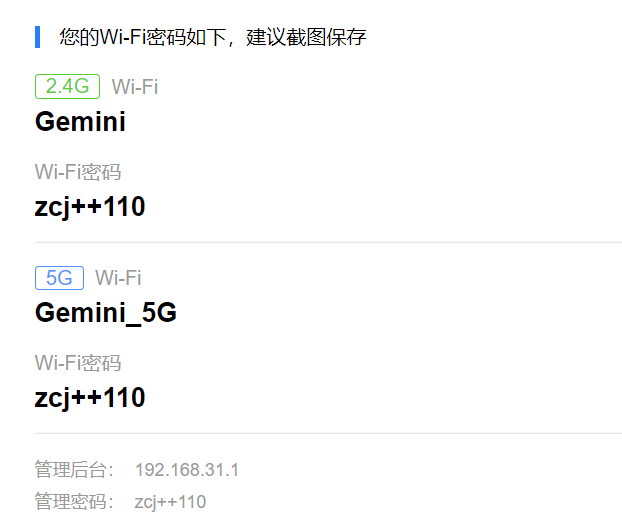 您的Wi-Fi密码如下，建议截图保存
2.4G Wi-Fi
Gemini
Wi-Fi密码
zcj++110
5G Wi-Fi
Gemini_5G
Wi-Fi密码
zcj++110
管理后台： 192.168.31.1
管理密码： zcj++110